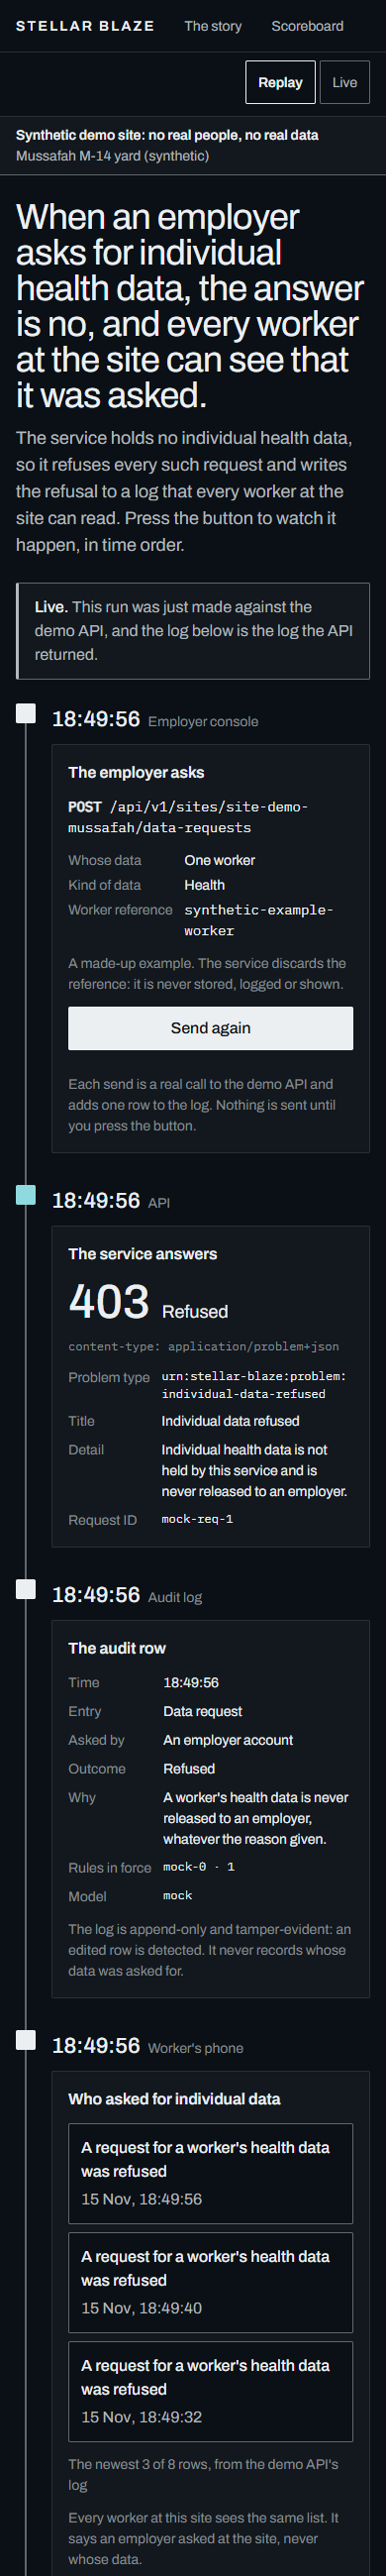 STELLAR BLAZE The story Scoreboard
Replay Live
Synthetic demo site: no real people, no real data
Mussafah M-14 yard (synthetic)
When an employer
asks for individual
health data, the answer
is no, and every worker
at the site can see that
it was asked.
The service holds no individual health data,
so it refuses every such request and writes
the refusal to a log that every worker at the
site can read. Press the button to watch it
happen, in time order.
Live. This run was just made against the
demo API, and the log below is the log the API
returned.
18:49:56 Employer console
The employer asks
POST /api/v1/sites/site-demo-
mussafah/data-requests
Whose data One worker
Kind of data Health
Worker reference synthetic-example-
worker
A made-up example. The service discards the
reference: it is never stored, logged or shown.
Send again
Each send is a real call to the demo API and
adds one row to the log. Nothing is sent until
you press the button.
18:49:56 API
The service answers
403 Refused
content-type: application/problem+json
Problem type urn:stellar-blaze:problem:
individual-data-refused
Title Individual data refused
Detail Individual health data is not
held by this service and is
never released to an employer.
Request ID mock-req-1
18:49:56 Audit log
The audit row
Time 18:49:56
Entry Data request
Asked by An employer account
Outcome Refused
Why A worker's health data is never
released to an employer,
whatever the reason given.
Rules in force mock-0 · 1
Model mock
The log is append-only and tamper-evident: an
edited row is detected. It never records whose
data was asked for.
18:49:56 Worker's phone
Who asked for individual data
A request for a worker's health data
was refused
15 Nov, 18:49:56
A request for a worker's health data
was refused
15 Nov, 18:49:40
A request for a worker's health data
was refused
15 Nov, 18:49:32
The newest 3 of 8 rows, from the demo API's
log
Every worker at this site sees the same list. It
says an employer asked at the site, never
whose data.